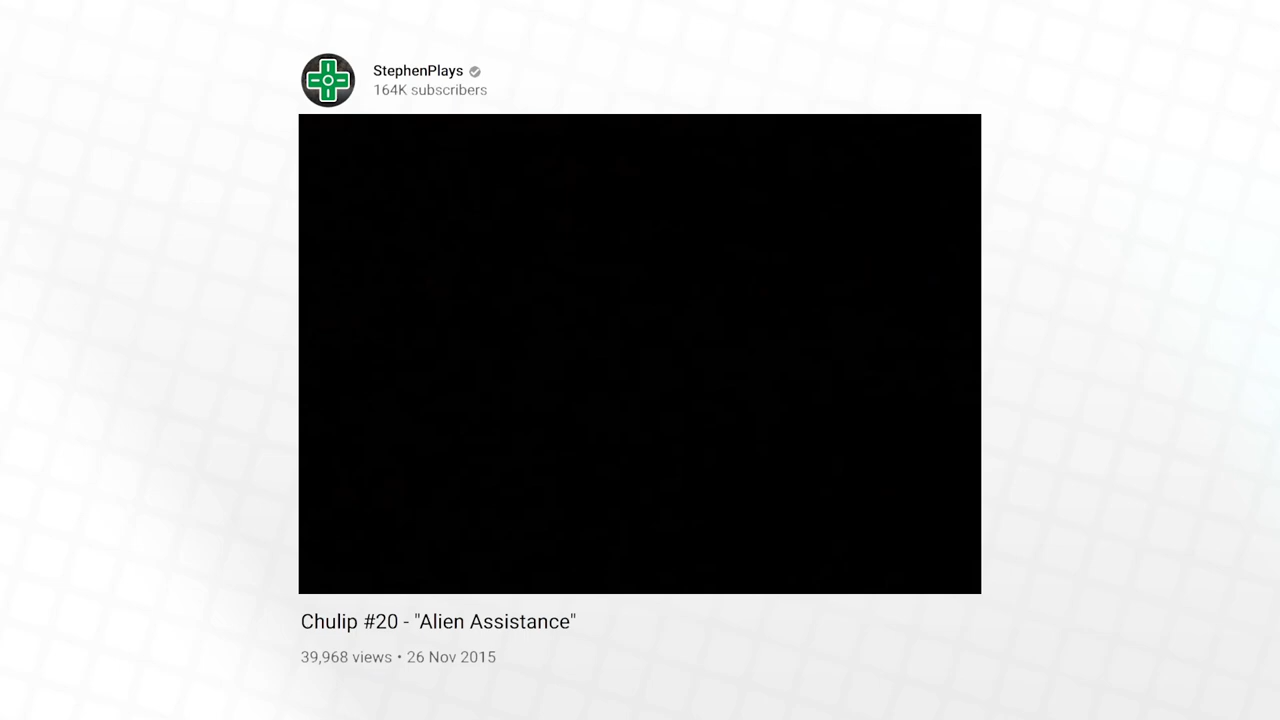 StephenPlays
164K subscribers
Chulip #20 - "Alien Assistance"
39,968 views • 26 Nov 2015